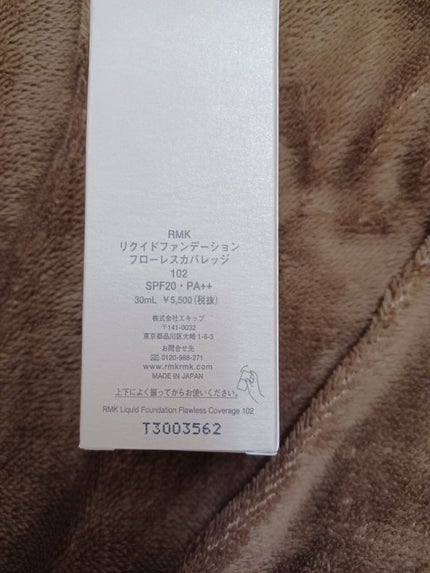 RMK
リクイドファンデーション
フローレスカバレッジ
102
SPF20・PA++
30mL ¥5,500(税抜)
株式会社エキップ
〒141-0032
東京都品川区大崎1-6-3
お問合せ先
0120-988-271
www.rmkrmk.com
MADE IN JAPAN
上下によく振ってからお使いください。
RMK Liquid Foundation Flawless Coverage 102
T3003562